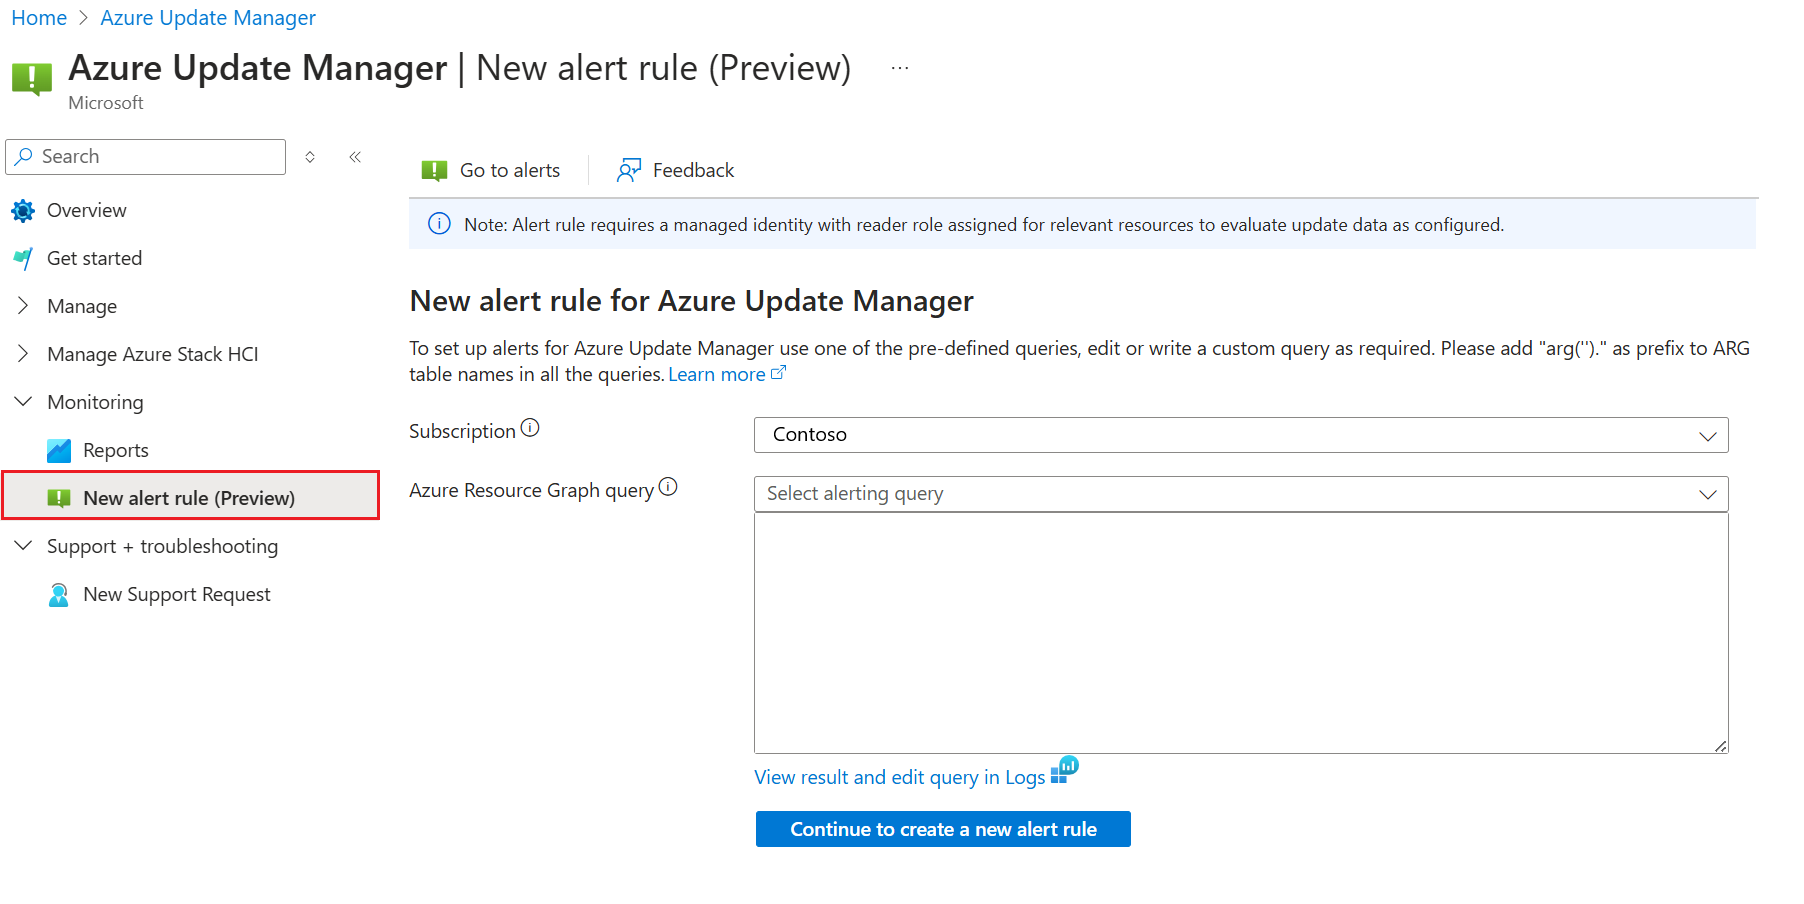 Home > Azure Update Manager
Azure Update Manager | New alert rule (Preview) ...
Microsoft
Search
Overview
Get started
Manage
Manage Azure Stack HCI
Monitoring
Reports
New alert rule (Preview)
Support + troubleshooting
New Support Request
Go to alerts
Feedback
Note: Alert rule requires a managed identity with reader role assigned for relevant resources to evaluate update data as configured.
New alert rule for Azure Update Manager
To set up alerts for Azure Update Manager use one of the pre-defined queries, edit or write a custom query as required. Please add "arg('')." as prefix to ARG
table names in all the queries. Learn more
Subscription
Contoso
Azure Resource Graph query
Select alerting query
View result and edit query in Logs
Continue to create a new alert rule